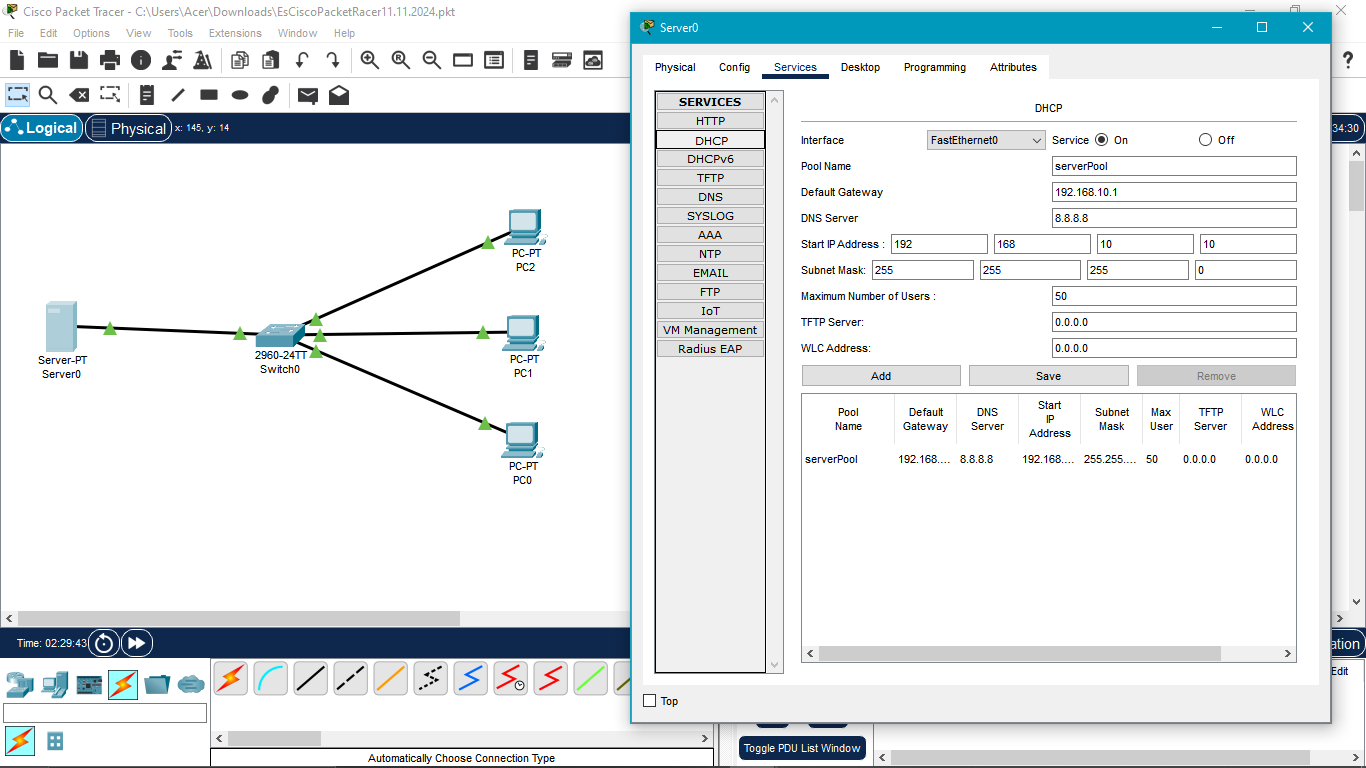 Cisco Packet Tracer - C:\Users\Acer\Downloads\EsCiscoPacketRacer11.11.2024.pkt
File Edit Options View Tools Extensions Window Help
Logical
Physical
x: 145, y: 14
34:30
PC-PT
PC2
Server-PT
Server0
2960-24TT
Switch0
PC-PT
PC1
PC-PT
PC0
Time: 02:29:43
Automatically Choose Connection Type
Toggle PDU List Window
ation
Edit
Server0
Physical Config Services Desktop Programming Attributes
SERVICES
HTTP
DHCP
DHCPv6
TFTP
DNS
SYSLOG
AAA
NTP
EMAIL
FTP
IoT
VM Management
Radius EAP
DHCP
Interface FastEthernet0 Service On Off
Pool Name serverPool
Default Gateway 192.168.10.1
DNS Server 8.8.8.8
Start IP Address : 192 168 10 10
Subnet Mask: 255 255 255 0
Maximum Number of Users : 50
TFTP Server: 0.0.0.0
WLC Address: 0.0.0.0
Add Save Remove
Pool Name Default Gateway DNS Server Start IP Address Subnet Mask Max User TFTP Server WLC Address
serverPool 192.168.... 8.8.8.8 192.168.... 255.255.... 50 0.0.0.0 0.0.0.0
Top